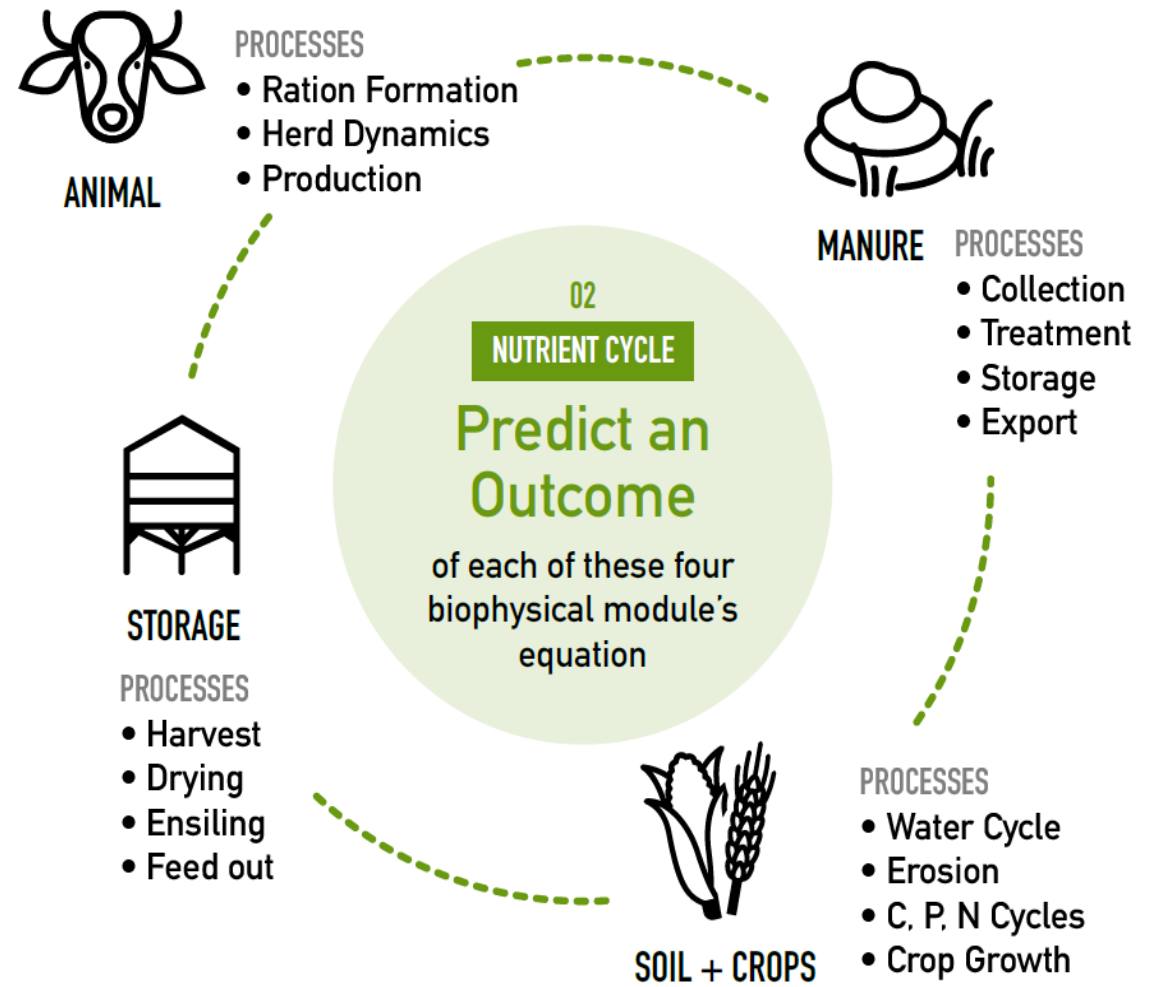 PROCESSES
• Ration Formation
• Herd Dynamics
• Production
ANIMAL
MANURE
PROCESSES
• Collection
• Treatment
• Storage
• Export
02
NUTRIENT CYCLE
Predict an
Outcome
of each of these four
biophysical module's
equation
STORAGE
PROCESSES
• Harvest
• Drying
• Ensiling
• Feed out
PROCESSES
• Water Cycle
• Erosion
• C, P, N Cycles
• Crop Growth
SOIL + CROPS